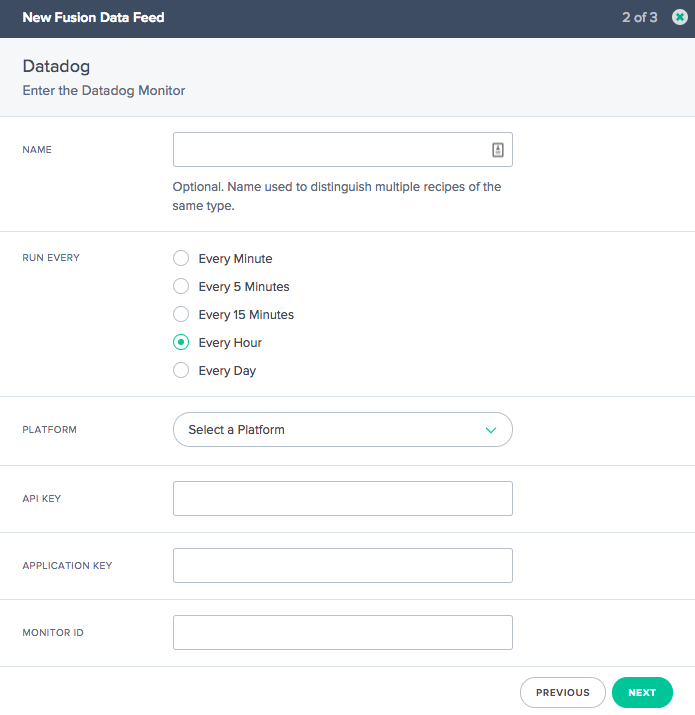 New Fusion Data Feed
2 of 3
Datadog
Enter the Datadog Monitor
NAME
Optional. Name used to distinguish multiple recipes of the
same type.
RUN EVERY
Every Minute
Every 5 Minutes
Every 15 Minutes
Every Hour
Every Day
PLATFORM
Select a Platform
API KEY
APPLICATION KEY
MONITOR ID
PREVIOUS
NEXT